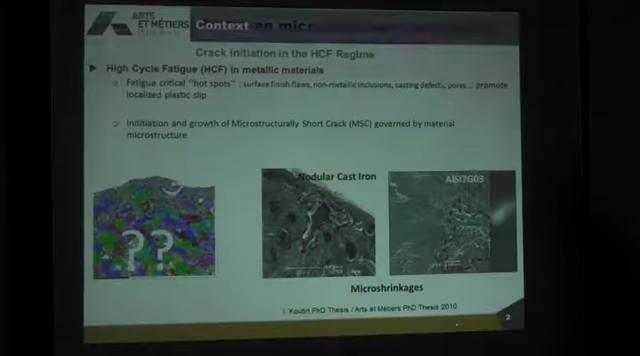 ARTS
ET MÉTIERS
ParisTech
Context
Crack initiation in the HCF Regime
High Cycle Fatigue (HCF) in metallic materials
Fatigue critical "hot spots" : surface finish flaws, non-metallic inclusions, casting defects, pores... promote
localized plastic slip
Inititiation and growth of Microstructurally Short Crack (MSC) governed by material
microstructure
Nodular Cast Iron
AlSi7G03
??
Microshrinkages
I. Koutiri PhD Thesis / Arts et Métiers PhD Thesis 2010
2